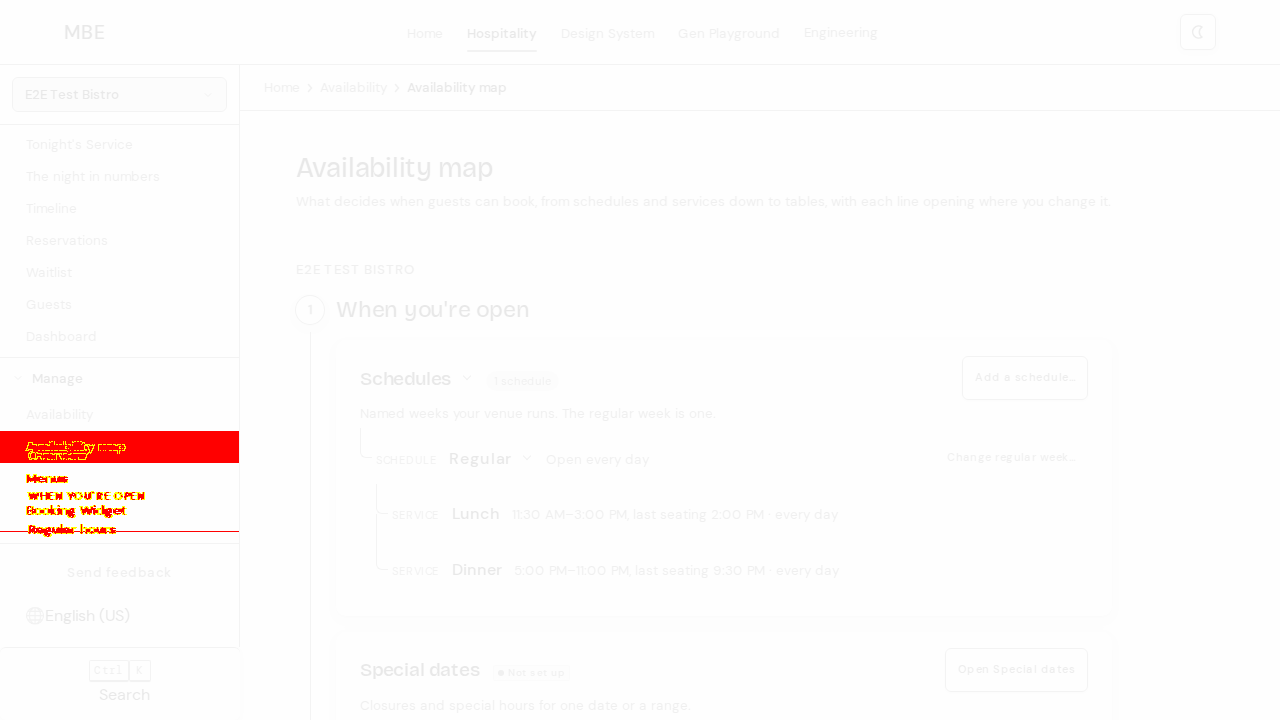 MBE
Home Hospitality Design System Gen Playground Engineering
E2E Test Bistro
Home Availability Availability map
Tonight's Service
The night in numbers
Timeline
Reservations
Waitlist
Guests
Dashboard
Manage
Availability
Menus
WHEN YOU'RE OPEN
Booking Widget
Regular hours
Send feedback
English (US)
Ctrl K
Search
Availability map
What decides when guests can book, from schedules and services down to tables, with each line opening where you change it.
E2E TEST BISTRO
1 When you're open
Schedules 1 schedule Add a schedule…
Named weeks your venue runs. The regular week is one.
SCHEDULE Regular Open every day Change regular week…
SERVICE Lunch 11:30 AM–3:00 PM, last seating 2:00 PM · every day
SERVICE Dinner 5:00 PM–11:00 PM, last seating 9:30 PM · every day
Special dates Not set up Open Special dates
Closures and special hours for one date or a range.